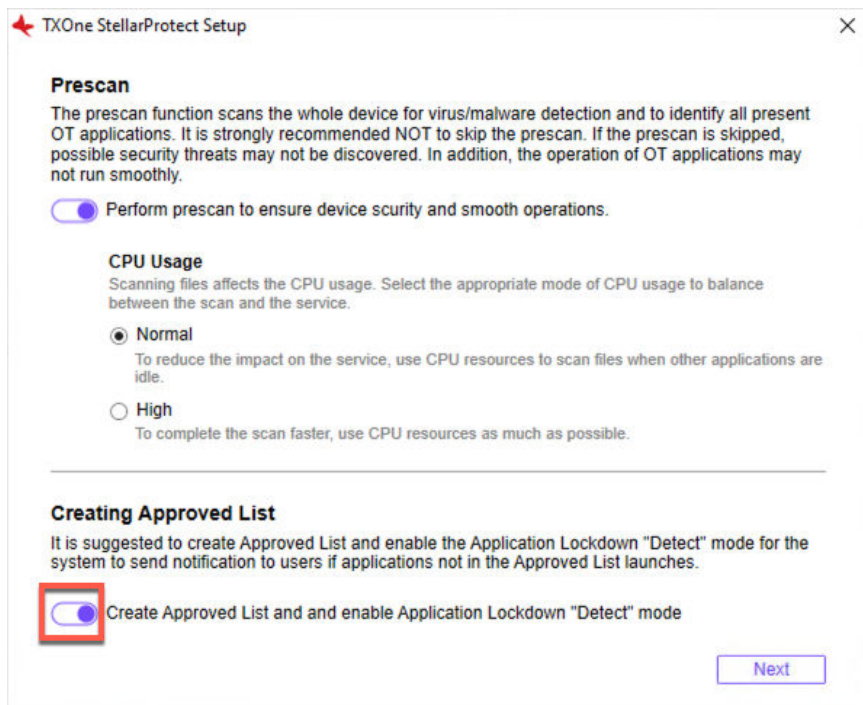 TXOne StellarProtect Setup
Prescan
The prescan function scans the whole device for virus/malware detection and to identify all present
OT applications. It is strongly recommended NOT to skip the prescan. If the prescan is skipped,
possible security threats may not be discovered. In addition, the operation of OT applications may
not run smoothly.
Perform prescan to ensure device scurity and smooth operations.
CPU Usage
Scanning files affects the CPU usage. Select the appropriate mode of CPU usage to balance
between the scan and the service.
Normal
To reduce the impact on the service, use CPU resources to scan files when other applications are
idle.
High
To complete the scan faster, use CPU resources as much as possible.
Creating Approved List
It is suggested to create Approved List and enable the Application Lockdown "Detect" mode for the
system to send notification to users if applications not in the Approved List launches.
Create Approved List and and enable Application Lockdown "Detect" mode
Next